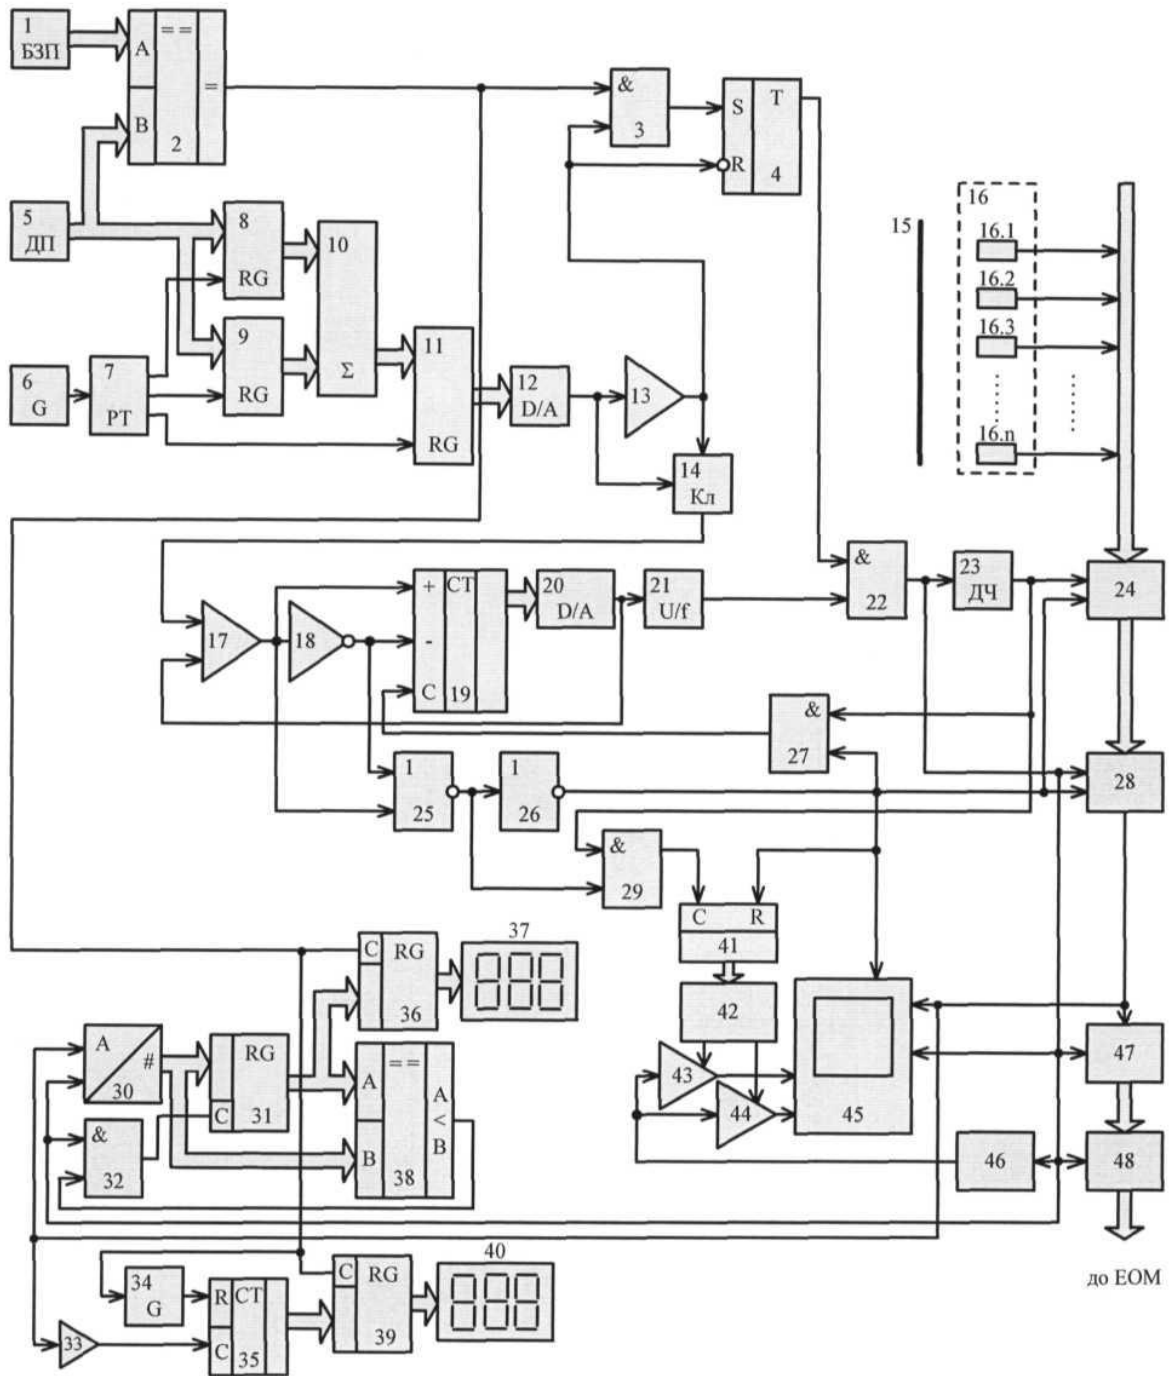 1
БЗП
A
= =
=
B
2
&
3
S
T
R
4
5
ДП
8
RG
10
Σ
9
RG
11
RG
6
G
7
РТ
12
D/A
13
14
Кл
15
16
16.1
16.2
16.3
16.n
17
18
+
CT
-
C
19
20
D/A
21
U/f
&
22
23
ДЧ
24
&
27
28
1
25
1
26
&
29
C
R
41
42
43
44
45
46
47
48
до ЕОМ
C
RG
36
37
A
#
30
RG
C
31
&
32
A
= =
A
<
B
B
38
33
34
G
R
CT
C
35
C
RG
39
40